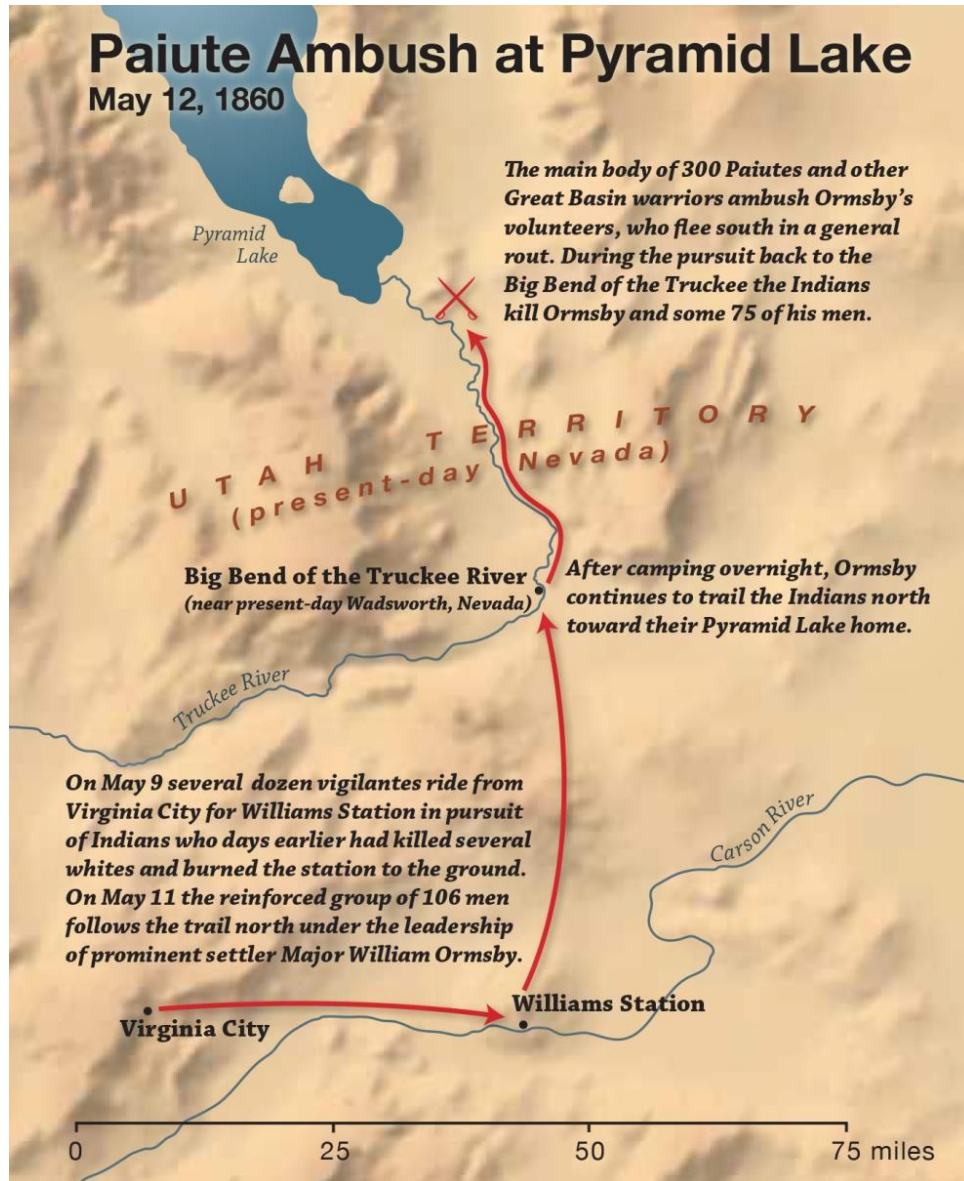 Paiute Ambush at Pyramid Lake
May 12, 1860
The main body of 300 Paiutes and other
Great Basin warriors ambush Ormsby's
volunteers, who flee south in a general
rout. During the pursuit back to the
Big Bend of the Truckee the Indians
kill Ormsby and some 75 of his men.
Pyramid
Lake
UTAH TERRITORY
(present-day Nevada)
Big Bend of the Truckee River
(near present-day Wadsworth, Nevada)
After camping overnight, Ormsby
continues to trail the Indians north
toward their Pyramid Lake home.
Truckee River
On May 9 several dozen vigilantes ride from
Virginia City for Williams Station in pursuit
of Indians who days earlier had killed several
whites and burned the station to the ground.
On May 11 the reinforced group of 106 men
follows the trail north under the leadership
of prominent settler Major William Ormsby.
Carson River
Williams Station
Virginia City
0 25 50 75 miles